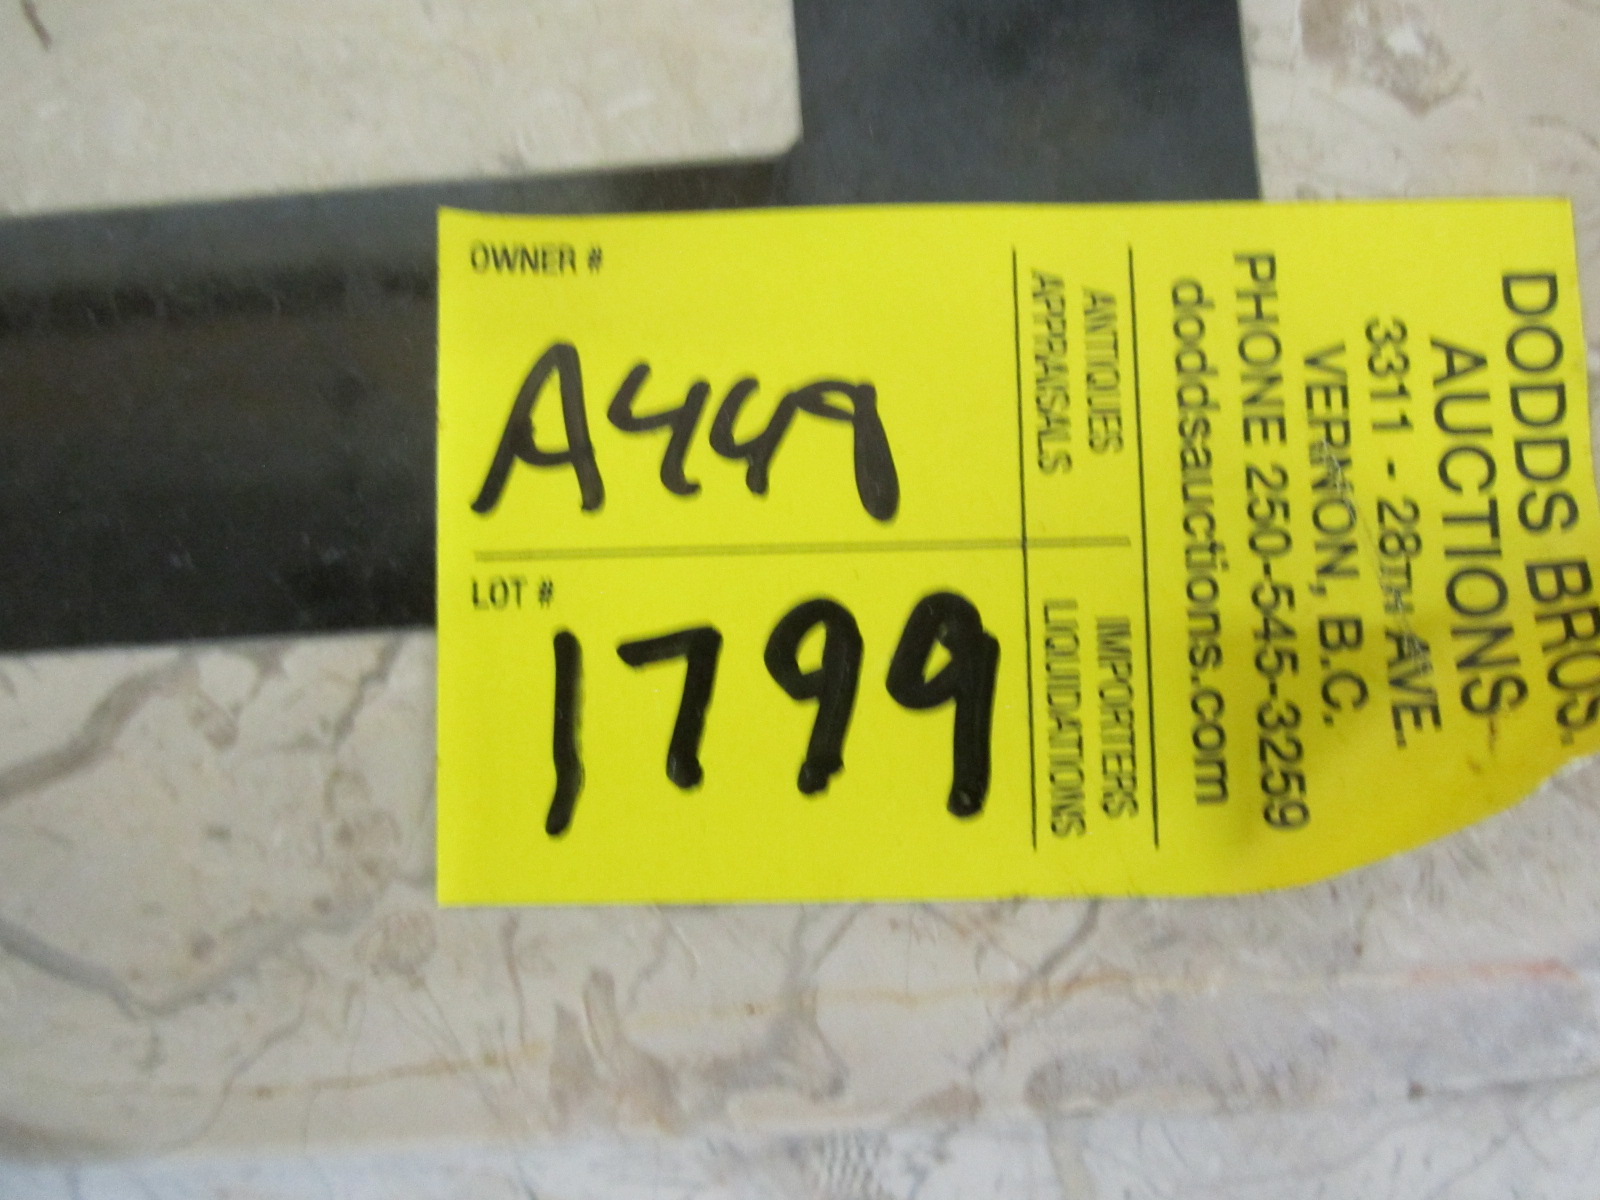 OWNER #
A449
LOT #
1799
ANTIQUES IMPORTERS
APPRAISALS LIQUIDATIONS
DODDS BROS.
AUCTIONS
3311 - 28TH AVE.
VERNON, B.C.
PHONE 250-545-3259
doddsauctions.com